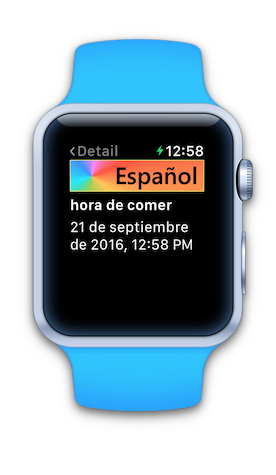 Detail
12:58
Español
hora de comer
21 de septiembre
de 2016, 12:58 PM